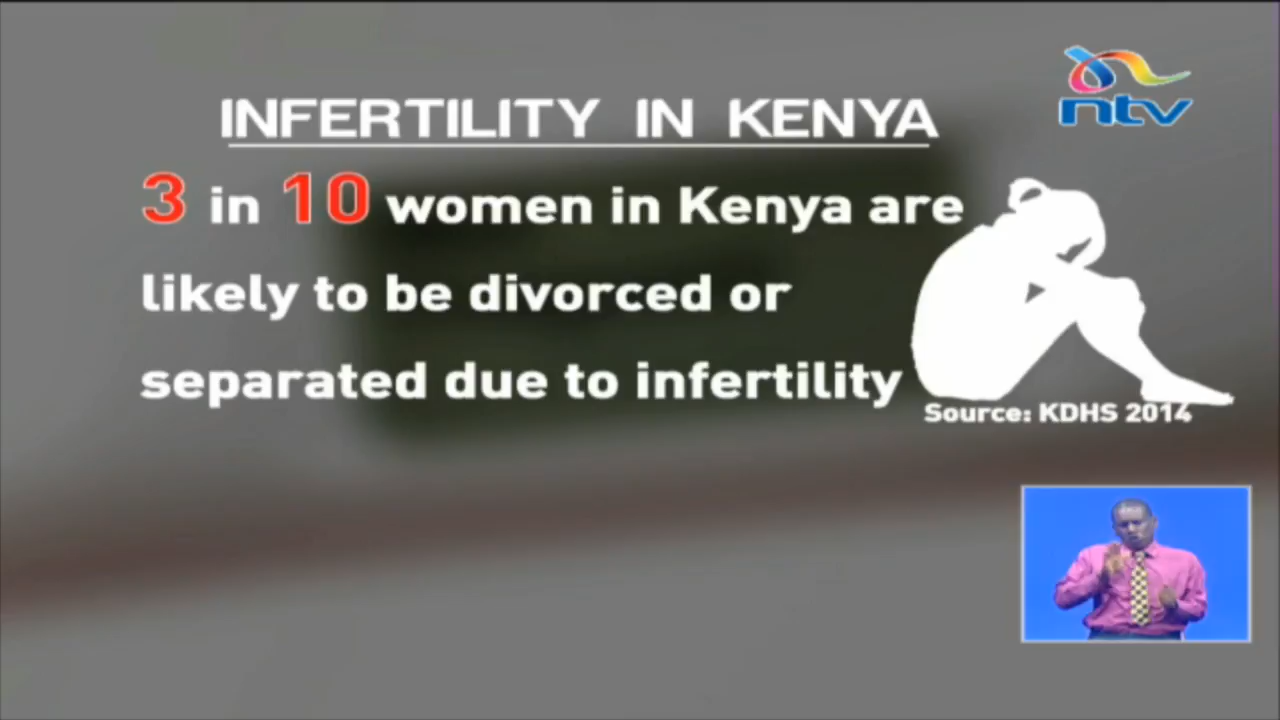 ntv
INFERTILITY IN KENYA
3 in 10 women in Kenya are
likely to be divorced or
separated due to infertility
Source: KDHS 2014